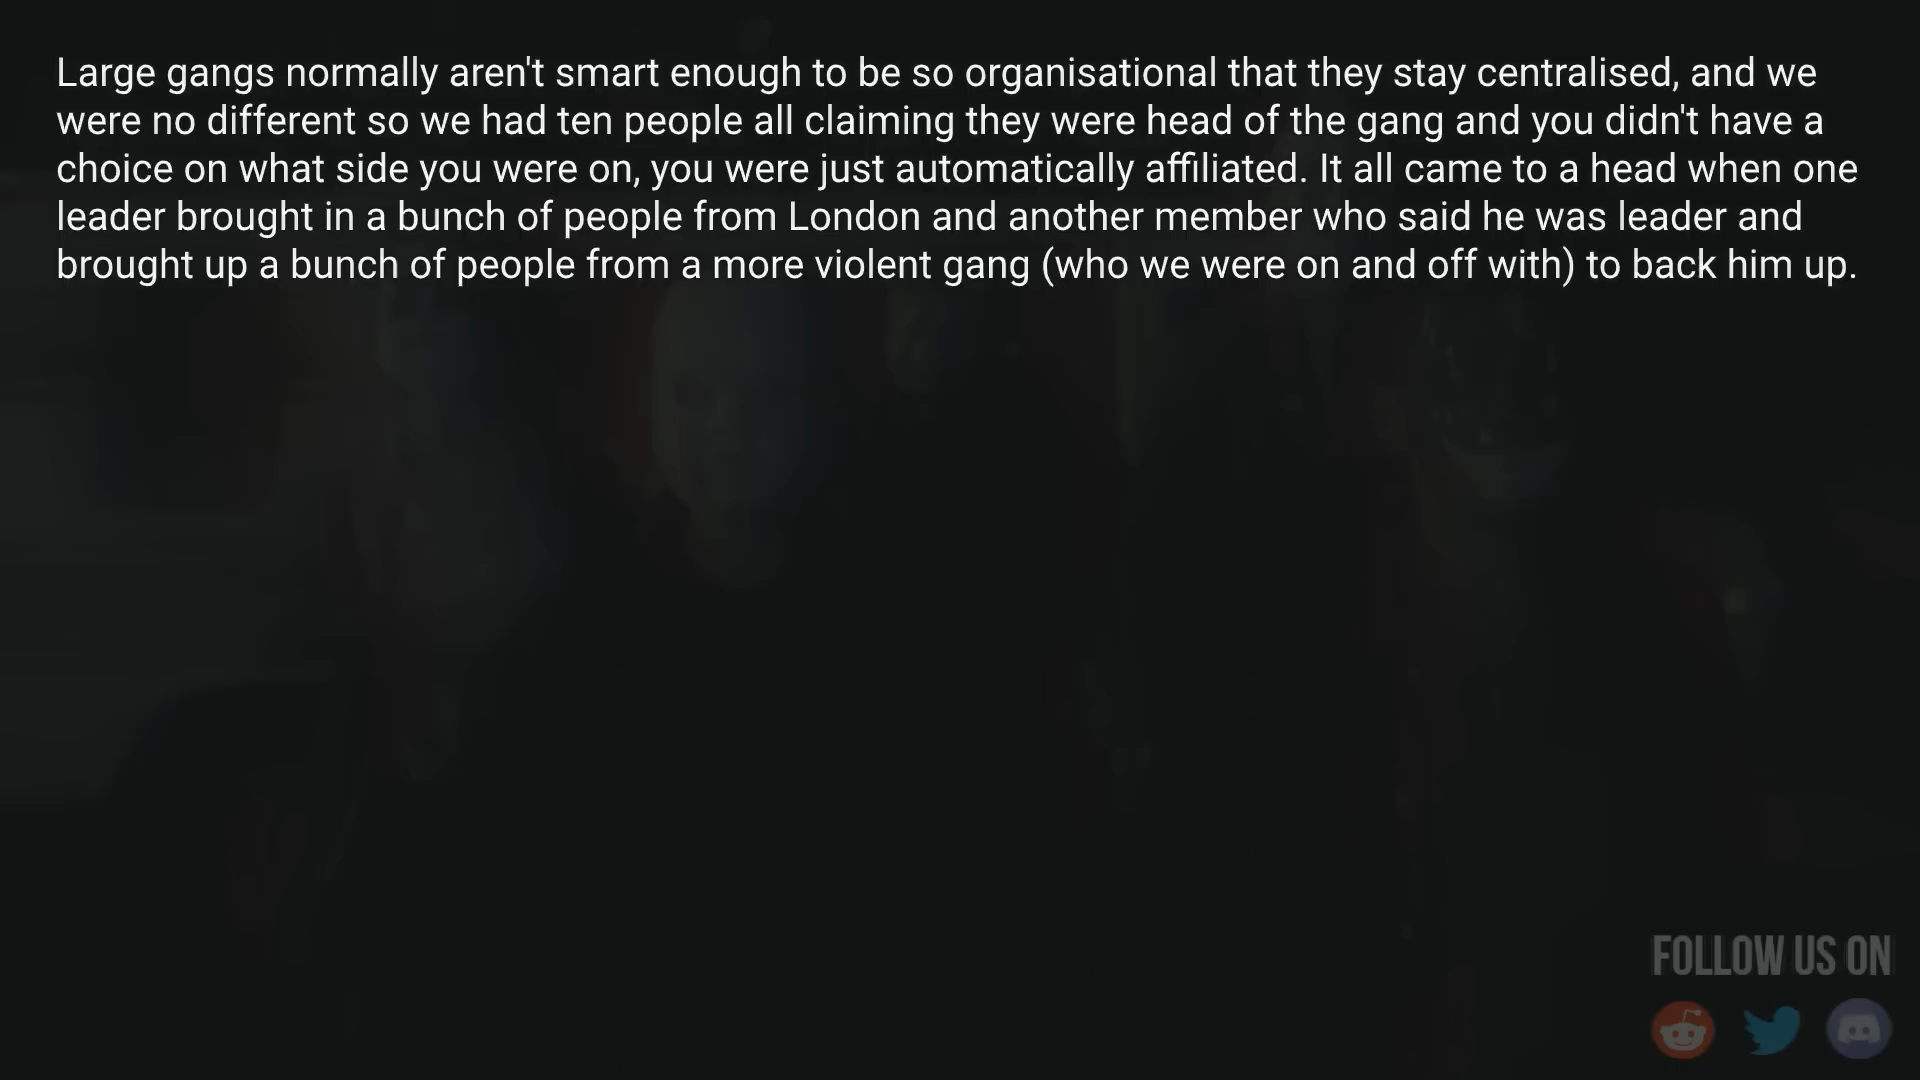 Large gangs normally aren't smart enough to be so organisational that they stay centralised, and we
were no different so we had ten people all claiming they were head of the gang and you didn't have a
choice on what side you were on, you were just automatically affiliated. It all came to a head when one
leader brought in a bunch of people from London and another member who said he was leader and
brought up a bunch of people from a more violent gang (who we were on and off with) to back him up.
FOLLOW US ON